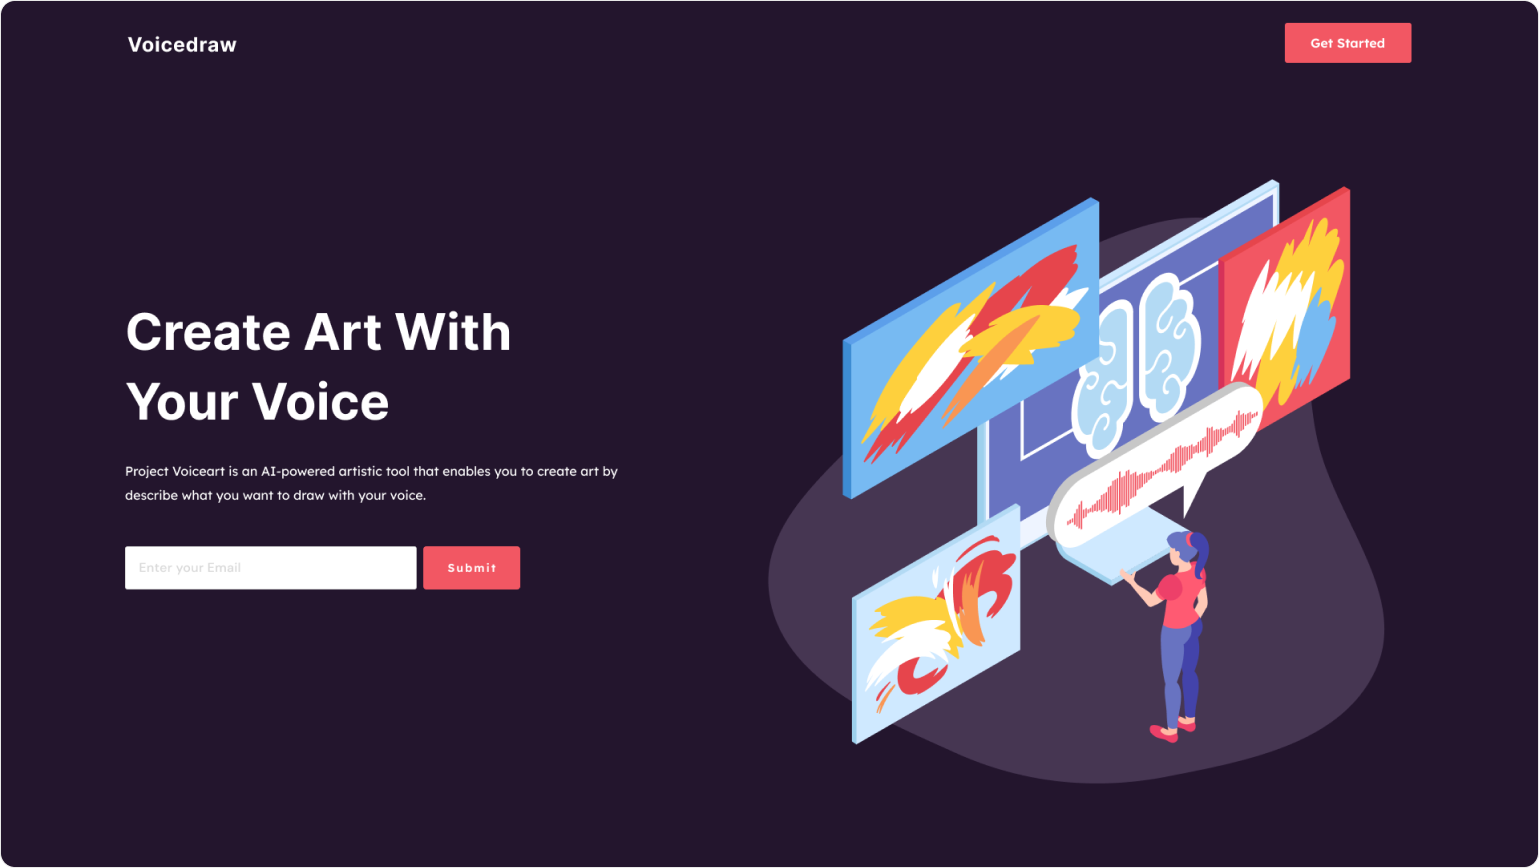 Voicedraw
Get Started
Create Art With
Your Voice
Project Voiceart is an AI-powered artistic tool that enables you to create art by
describe what you want to draw with your voice.
Enter your Email
Submit